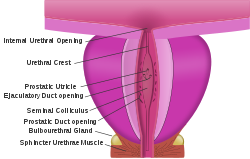 Internal Urethral Opening
Urethral Crest
Prostatic Utricle
Ejaculatory Duct opening
Seminal Colliculus
Prostatic Duct opening
Bulbourethral Gland
Sphincter Urethrae Muscle